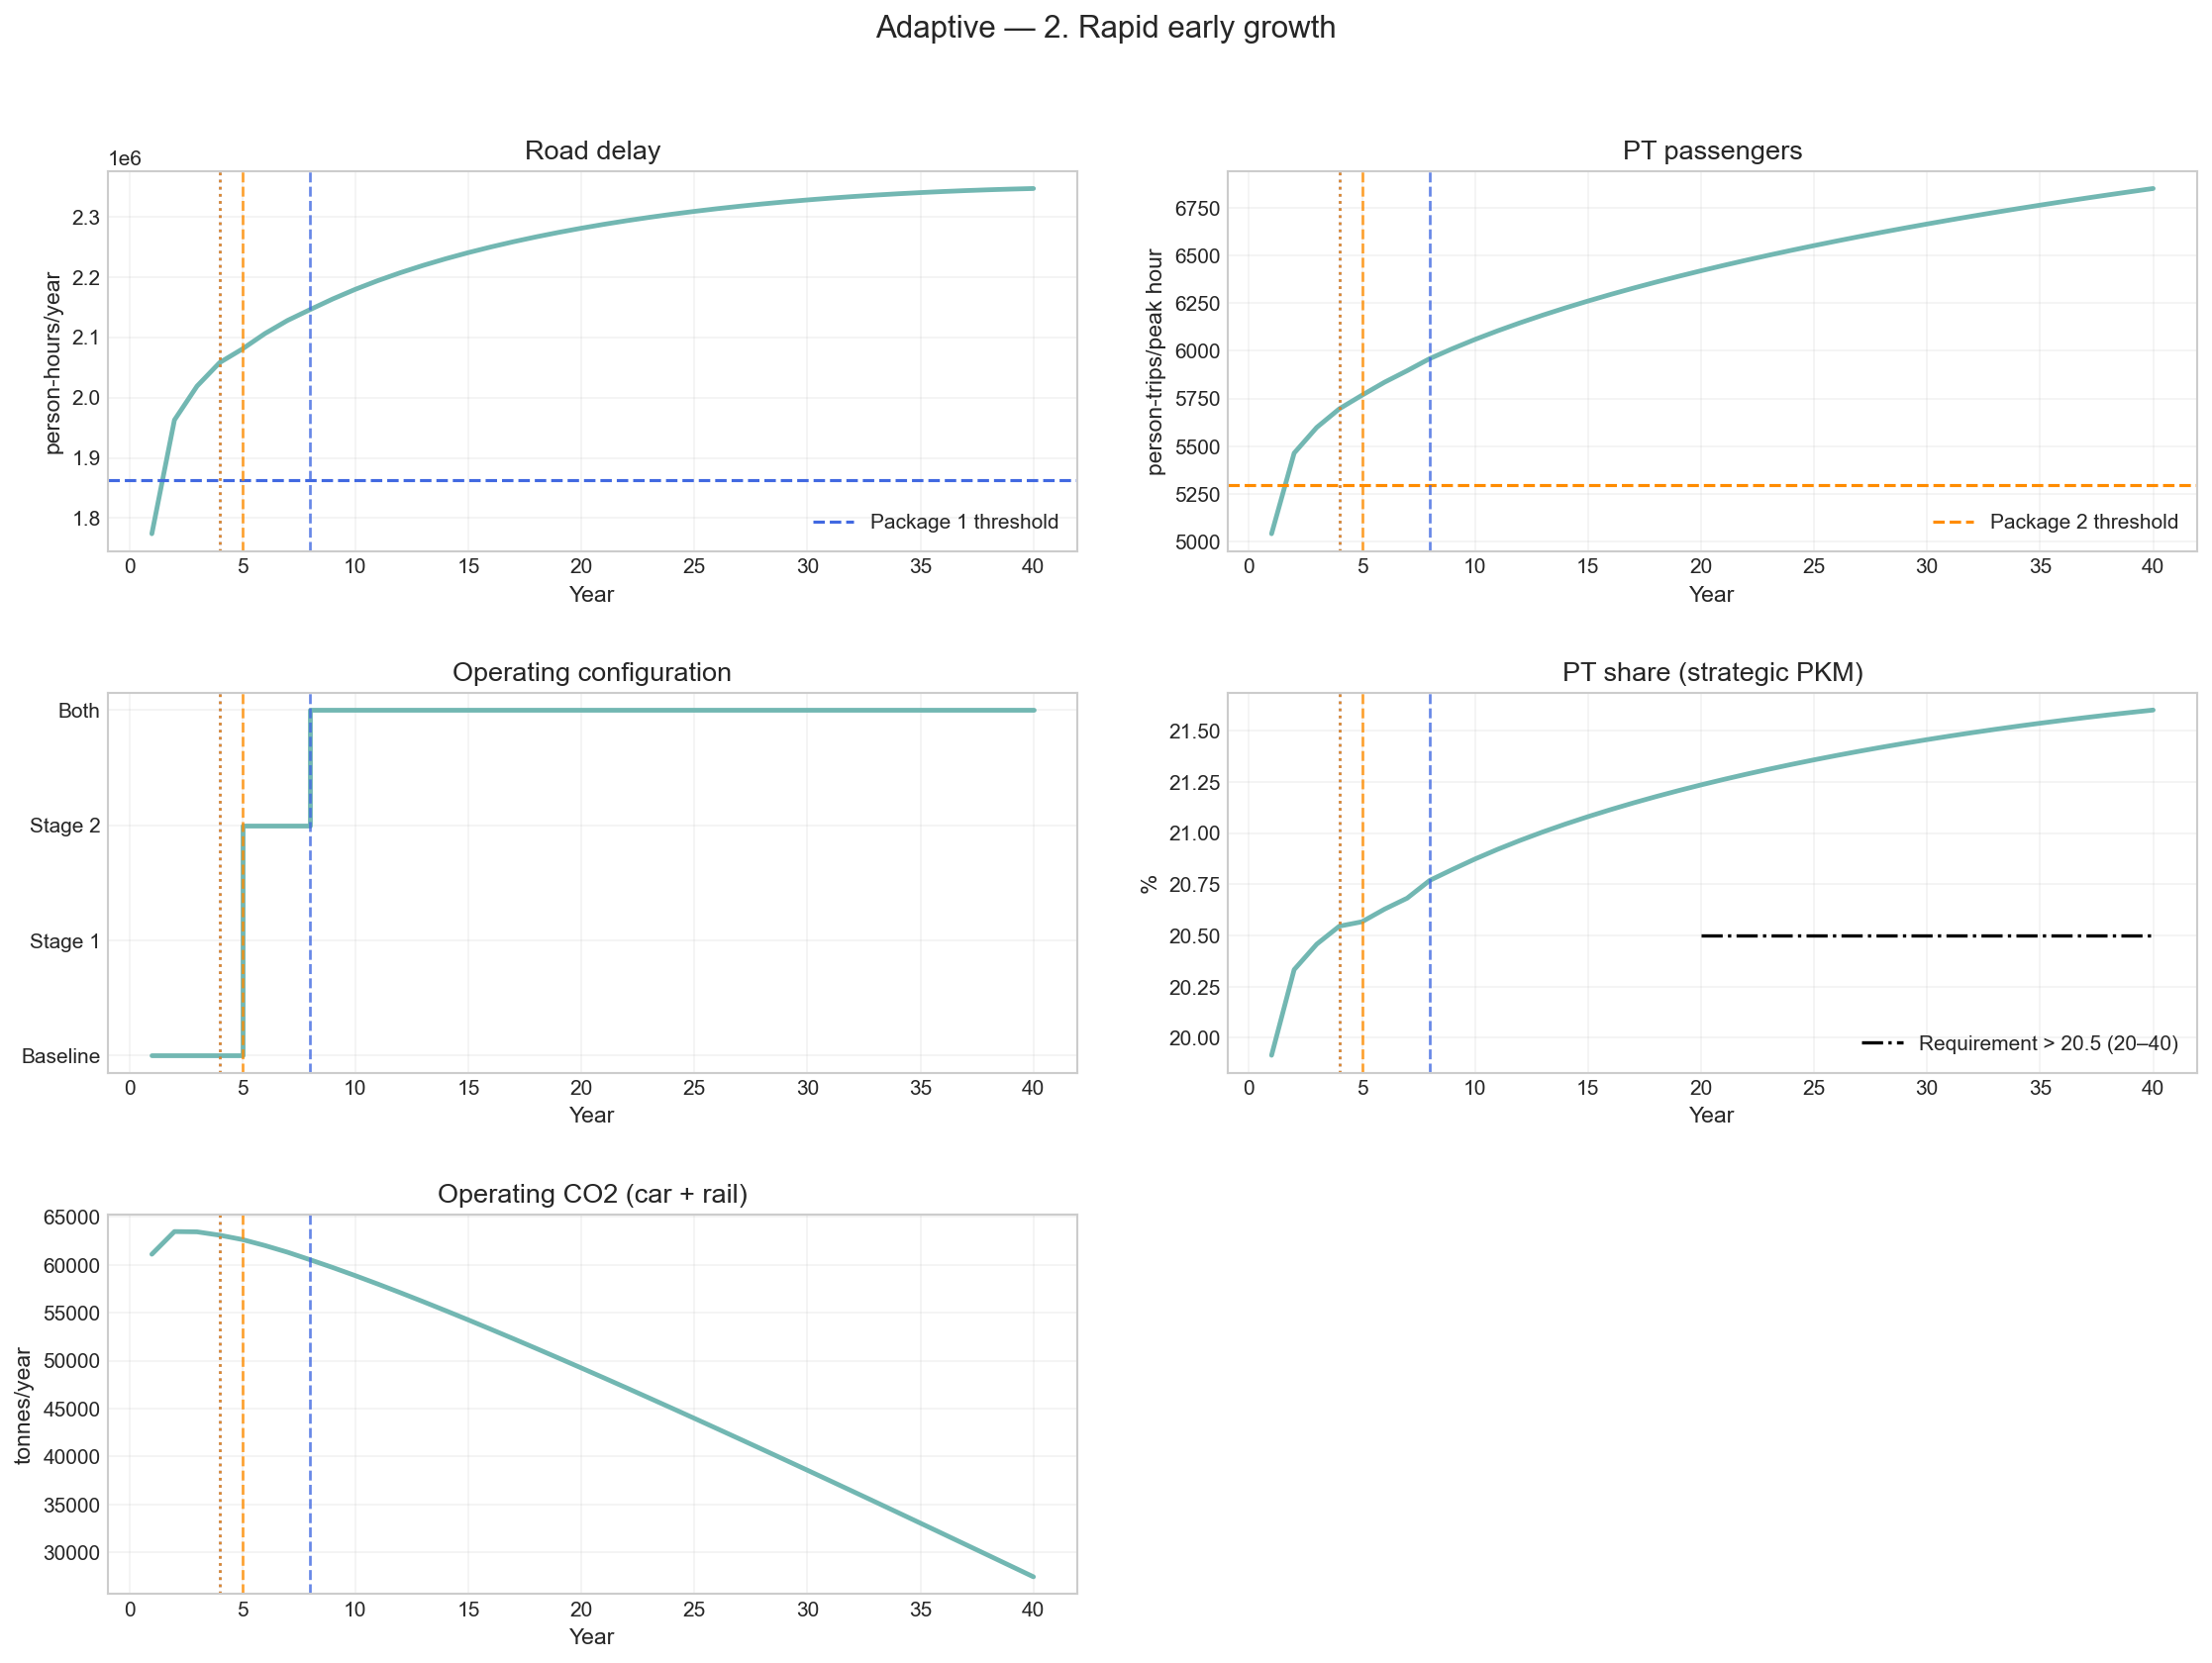 Adaptive — 2. Rapid early growth
Road delay
1e6
person-hours/year
2.3
2.2
2.1
2.0
1.9
1.8
Package 1 threshold
0 5 10 15 20 25 30 35 40
Year
PT passengers
person-trips/peak hour
6750
6500
6250
6000
5750
5500
5250
5000
Package 2 threshold
0 5 10 15 20 25 30 35 40
Year
Operating configuration
Both
Stage 2
Stage 1
Baseline
0 5 10 15 20 25 30 35 40
Year
PT share (strategic PKM)
%
21.50
21.25
21.00
20.75
20.50
20.25
20.00
Requirement > 20.5 (20–40)
0 5 10 15 20 25 30 35 40
Year
Operating CO2 (car + rail)
tonnes/year
65000
60000
55000
50000
45000
40000
35000
30000
0 5 10 15 20 25 30 35 40
Year